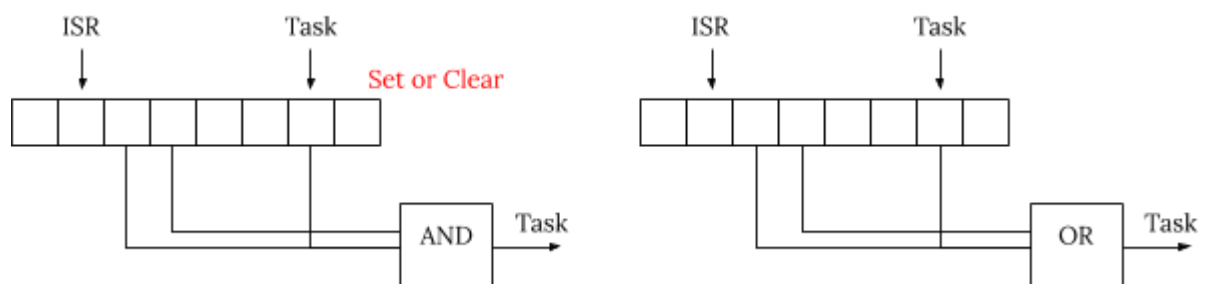 ISR Task
Set or Clear
AND
Task
ISR Task
OR
Task